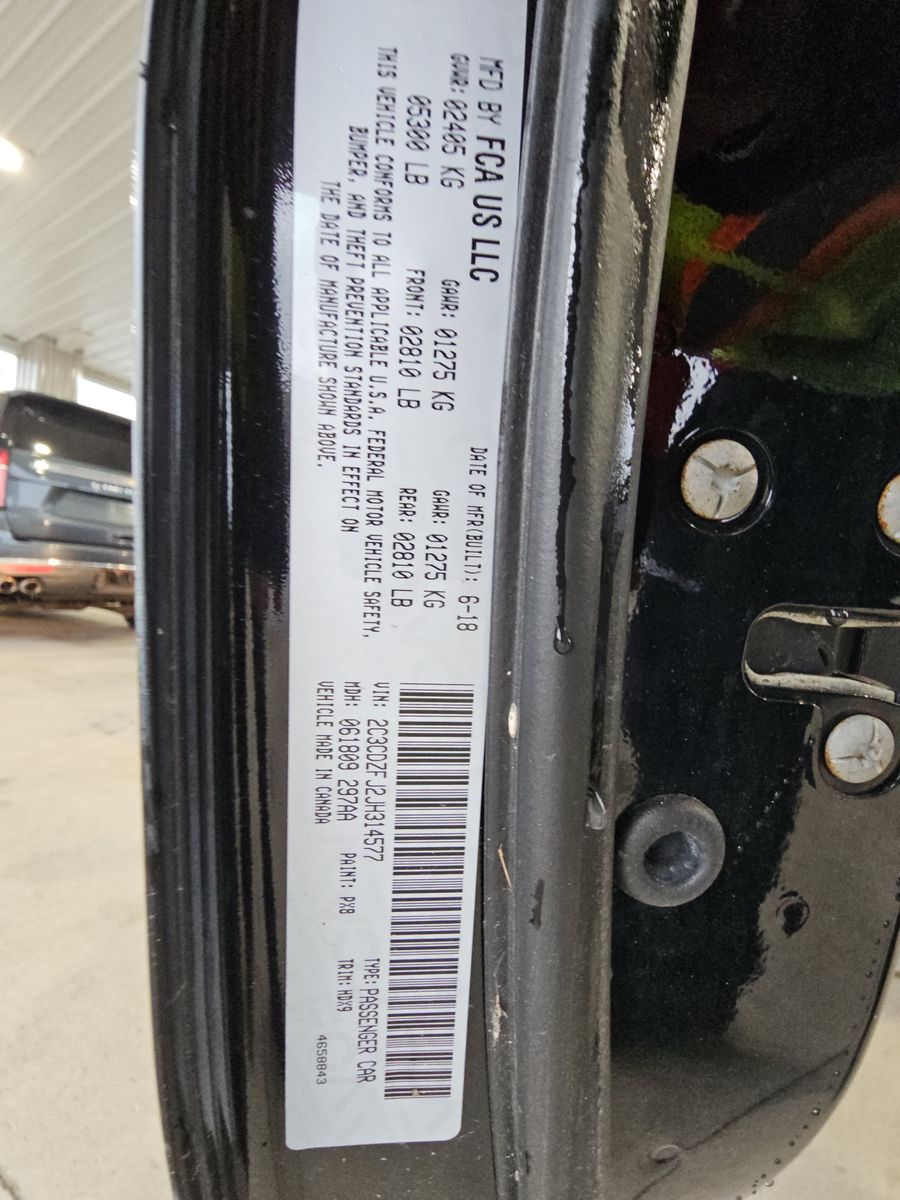 MFD BY FCA US LLC
DATE OF MFR(BUILT): 6-18
GVWR: 02405 KG
GAWR: 01275 KG
GAWR: 01275 KG
05300 LB
FRONT: 02810 LB
REAR: 02810 LB
THIS VEHICLE CONFORMS TO ALL APPLICABLE U.S.A. FEDERAL MOTOR VEHICLE SAFETY,
BUMPER, AND THEFT PREVENTION STANDARDS IN EFFECT ON
THE DATE OF MANUFACTURE SHOWN ABOVE.
VIN: 2C3CDZFJ2JH314577
TYPE: PASSENGER CAR
MDH: 061809 297AA
PAINT: PX8
TRIM: HDX9
VEHICLE MADE IN CANADA
4658843